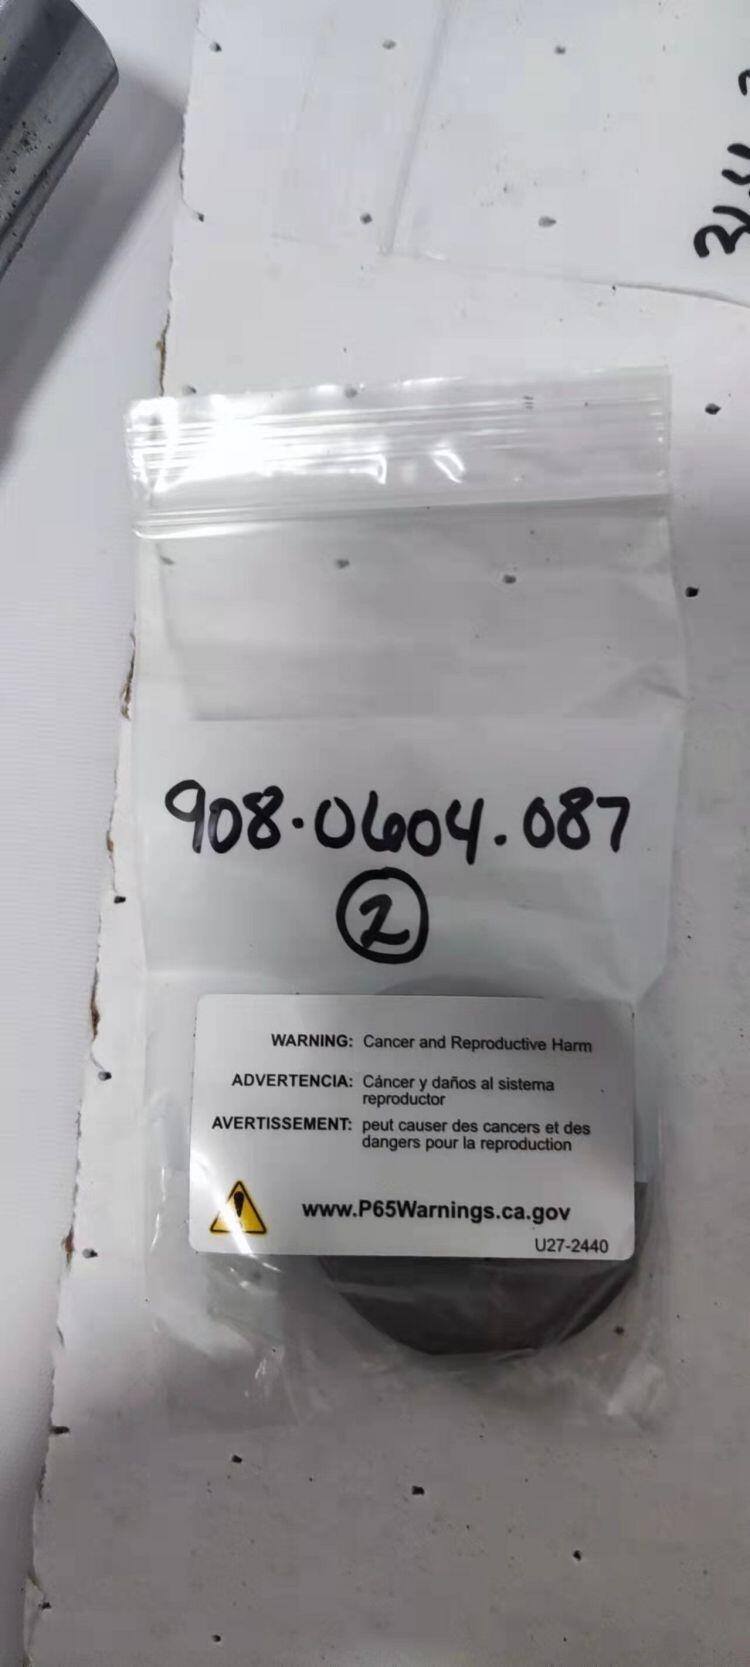 908.0604.087
2
WARNING: Cancer and Reproductive Harm
ADVERTENCIA: Cáncer y daños al sistema
reproductor
AVERTISSEMENT: peut causer des cancers et des
dangers pour la reproduction
www.P65Warnings.ca.gov
U27-2440